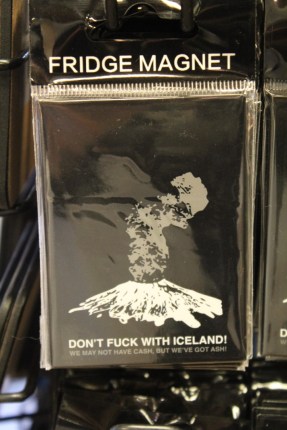 FRIDGE MAGNET
DON'T FUCK WITH ICELAND!
WE MAY NOT HAVE CASH, BUT WE'VE GOT ASH!